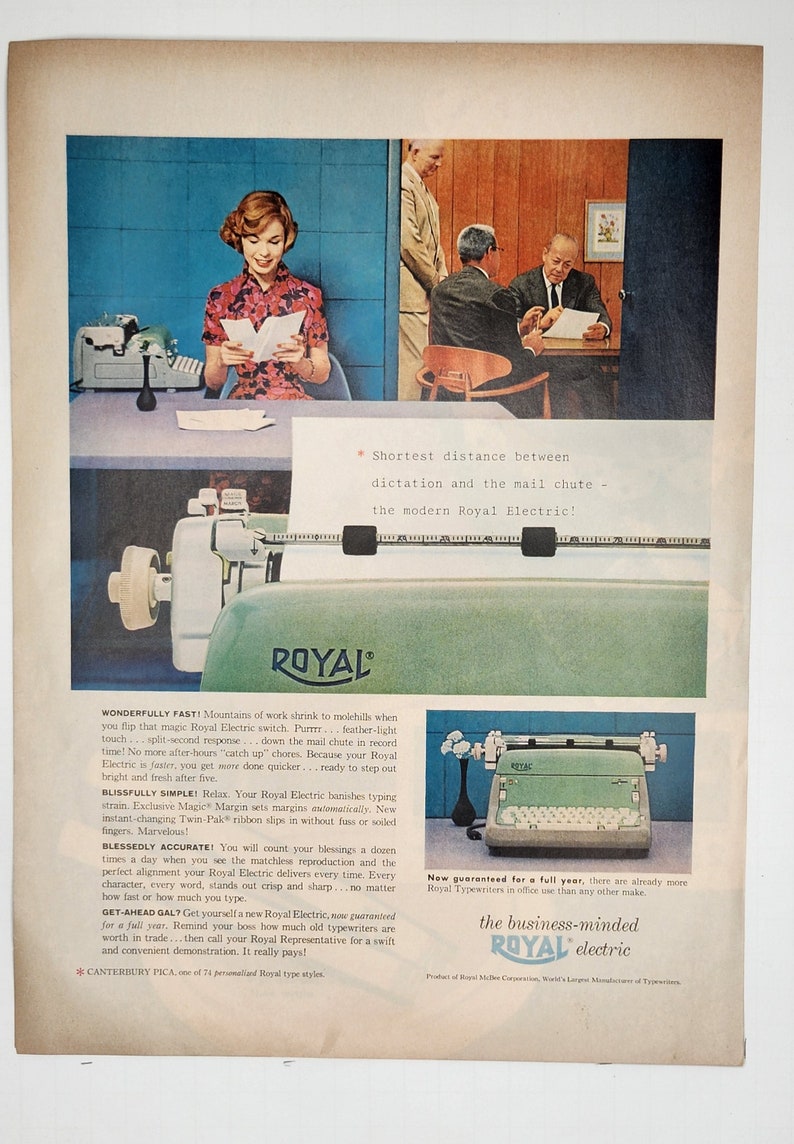 * Shortest distance between
dictation and the mail chute –
the modern Royal Electric!
MAGIC
MARGIN
ROYAL®
WONDERFULLY FAST! Mountains of work shrink to molehills when
you flip that magic Royal Electric switch. Purrrr . . . feather-light
touch . . . split-second response . . . down the mail chute in record
time! No more after-hours "catch up" chores. Because your Royal
Electric is faster, you get more done quicker . . . ready to step out
bright and fresh after five.
BLISSFULLY SIMPLE! Relax. Your Royal Electric banishes typing
strain. Exclusive Magic® Margin sets margins automatically. New
instant-changing Twin-Pak® ribbon slips in without fuss or soiled
fingers. Marvelous!
BLESSEDLY ACCURATE! You will count your blessings a dozen
times a day when you see the matchless reproduction and the
perfect alignment your Royal Electric delivers every time. Every
character, every word, stands out crisp and sharp . . . no matter
how fast or how much you type.
GET-AHEAD GAL? Get yourself a new Royal Electric, now guaranteed
for a full year. Remind your boss how much old typewriters are
worth in trade . . . then call your Royal Representative for a swift
and convenient demonstration. It really pays!
* CANTERBURY PICA, one of 74 personalized Royal type styles.
ROYAL
Now guaranteed for a full year, there are already more
Royal Typewriters in office use than any other make.
the business-minded
ROYAL® electric
Product of Royal McBee Corporation, World's Largest Manufacturer of Typewriters.